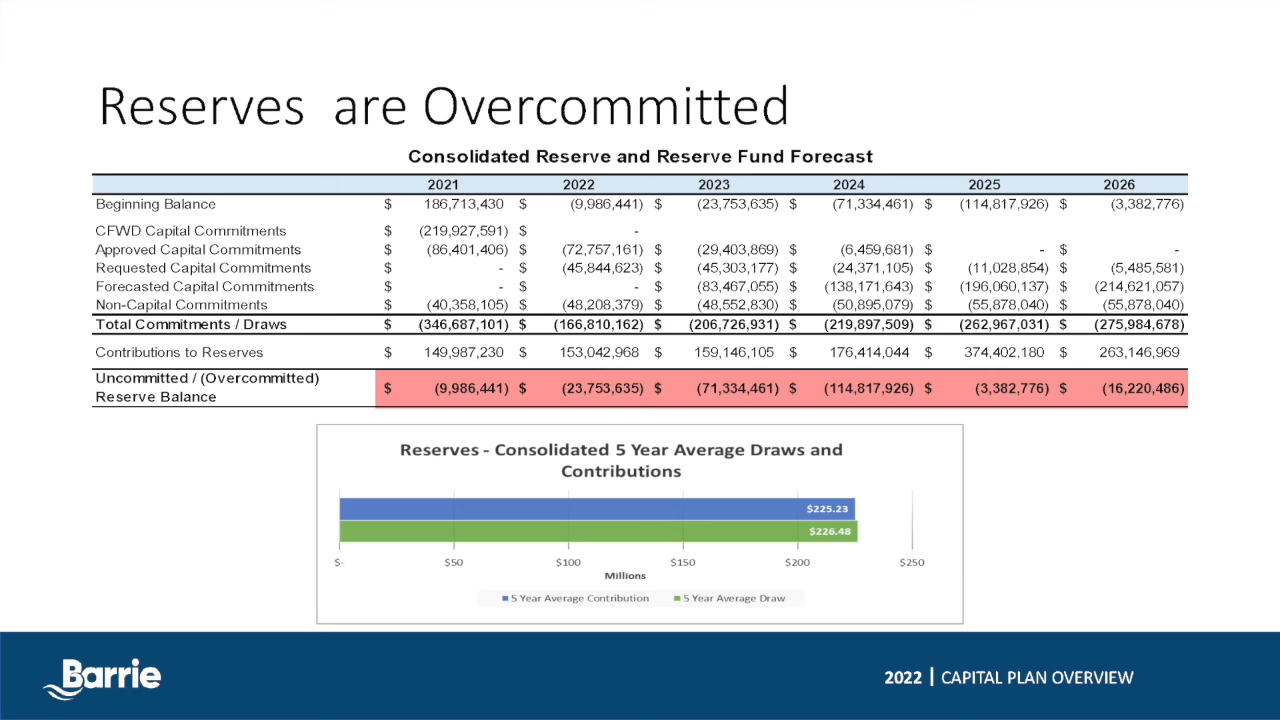 Reserves are Overcommitted
Consolidated Reserve and Reserve Fund Forecast
2021 2022 2023 2024 2025 2026
Beginning Balance $ 186,713,430 $ (9,986,441) $ (23,753,635) $ (71,334,461) $ (114,817,926) $ (3,382,776)
CFWD Capital Commitments $ (219,927,591) $ -
Approved Capital Commitments $ (86,401,406) $ (72,757,161) $ (29,403,869) $ (6,459,681) $ - $ -
Requested Capital Commitments $ - $ (45,844,623) $ (45,303,177) $ (24,371,105) $ (11,028,854) $ (5,485,581)
Forecasted Capital Commitments $ - $ - $ (83,467,055) $ (138,171,643) $ (196,060,137) $ (214,621,057)
Non-Capital Commitments $ (40,358,105) $ (48,208,379) $ (48,552,830) $ (50,895,079) $ (55,878,040) $ (55,878,040)
Total Commitments / Draws $ (346,687,101) $ (166,810,162) $ (206,726,931) $ (219,897,509) $ (262,967,031) $ (275,984,678)
Contributions to Reserves $ 149,987,230 $ 153,042,968 $ 159,146,105 $ 176,414,044 $ 374,402,180 $ 263,146,969
Uncommitted / (Overcommitted)
Reserve Balance $ (9,986,441) $ (23,753,635) $ (71,334,461) $ (114,817,926) $ (3,382,776) $ (16,220,486)
Reserves - Consolidated 5 Year Average Draws and
Contributions
$225.23
$226.48
$- $50 $100 $150 $200 $250
Millions
5 Year Average Contribution 5 Year Average Draw
Barrie
2022 | CAPITAL PLAN OVERVIEW